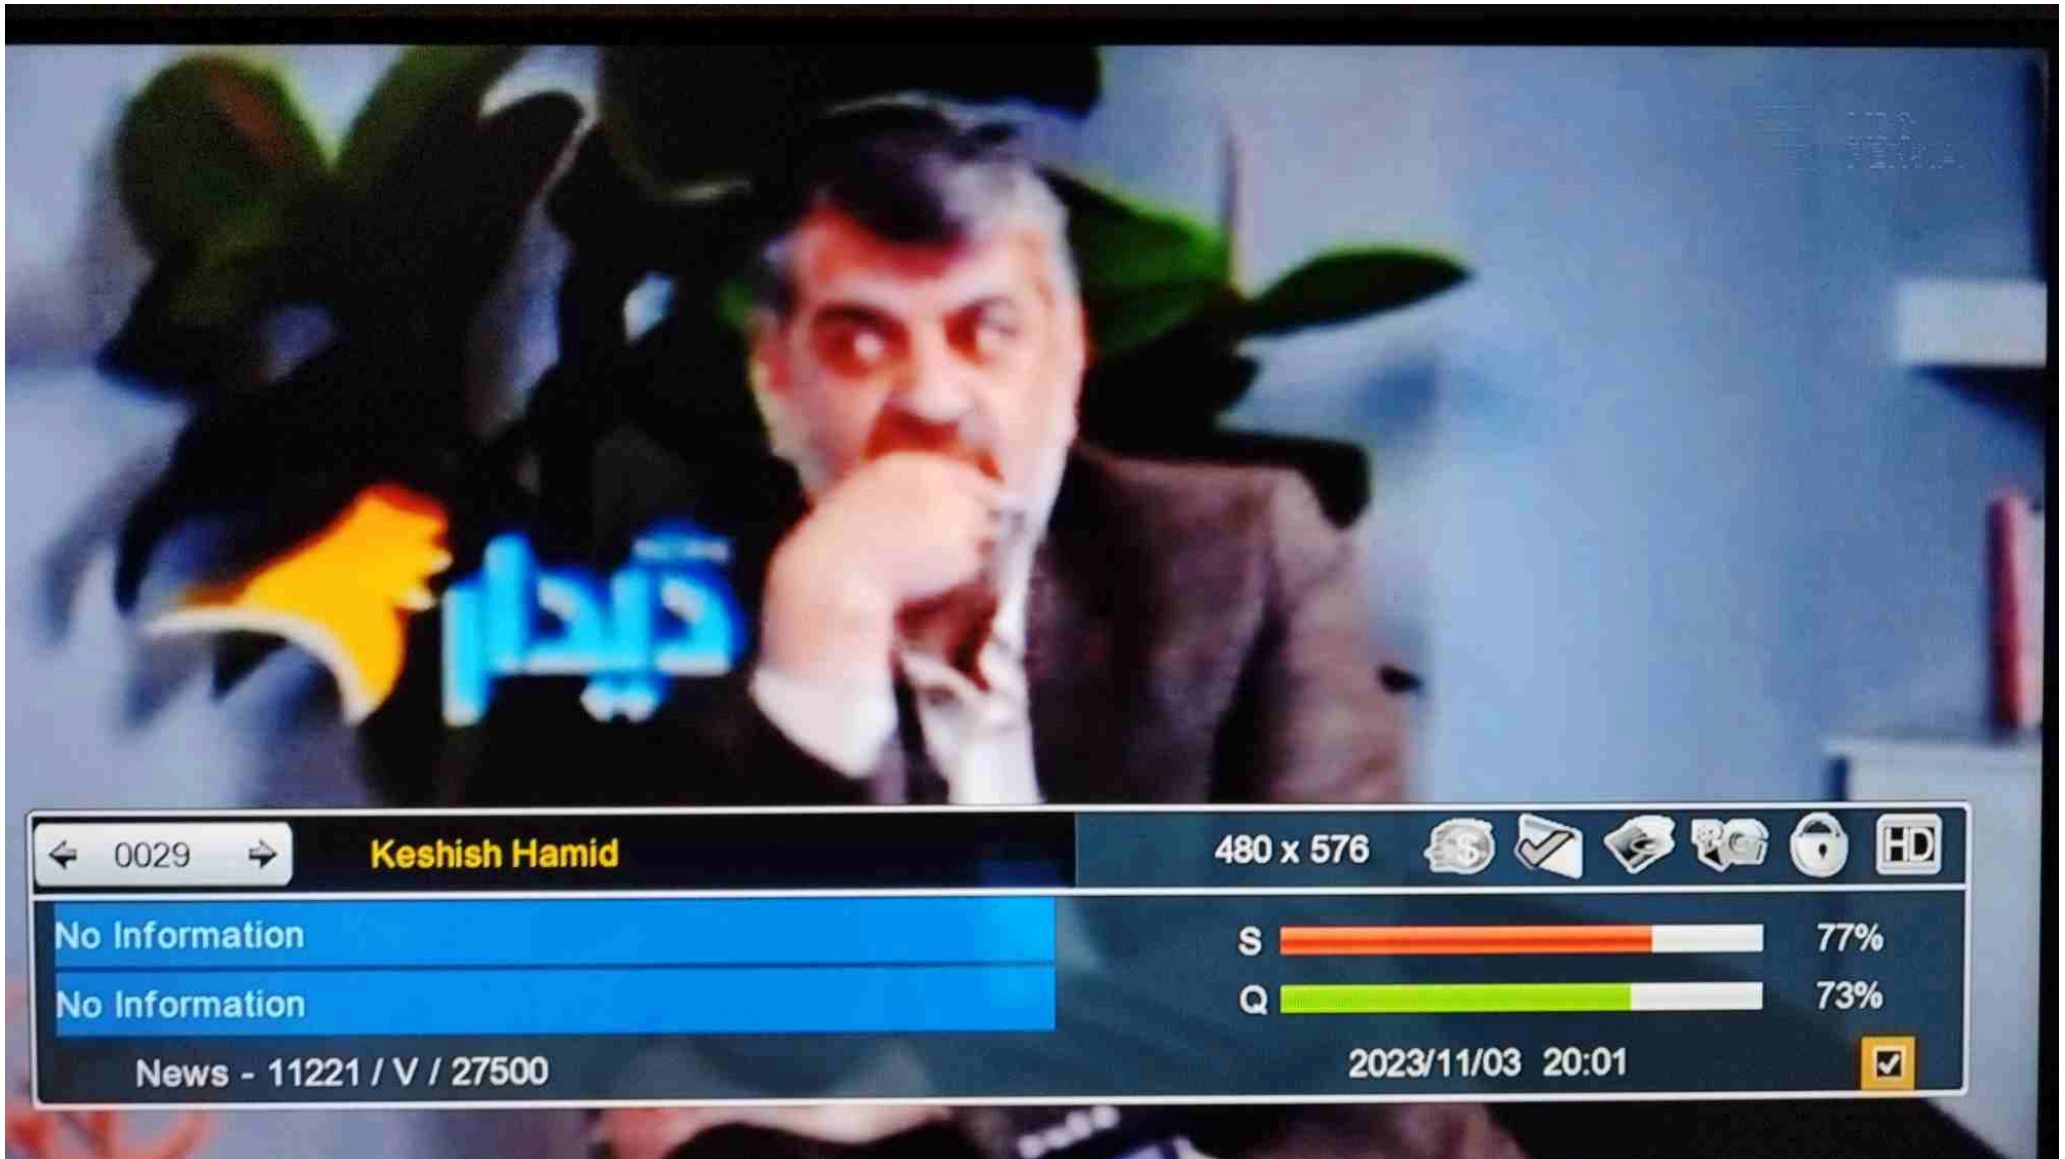 دیدار
0029
Keshish Hamid
480 x 576
HD
No Information
S 77%
No Information
Q 73%
News - 11221 / V / 27500
2023/11/03 20:01